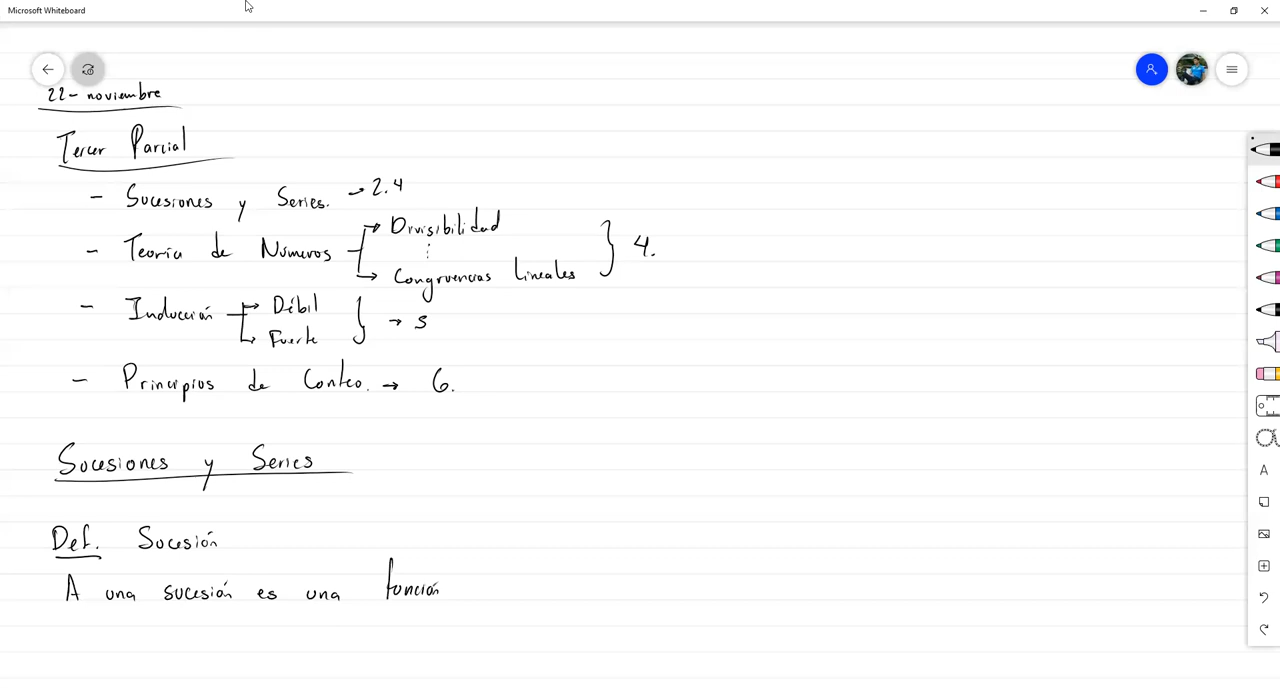 Microsoft Whiteboard
22- noviembre
Tercer Parcial
- Sucesiones y Series. → 2.4
- Teoría de Números → Divisibilidad
⋮
→ Congruencias lineales } 4.
- Inducción → Débil
→ Fuerte } → 5
- Principios de Conteo. → 6.
Sucesiones y Series
Def. Sucesión
A una sucesión es una función
A